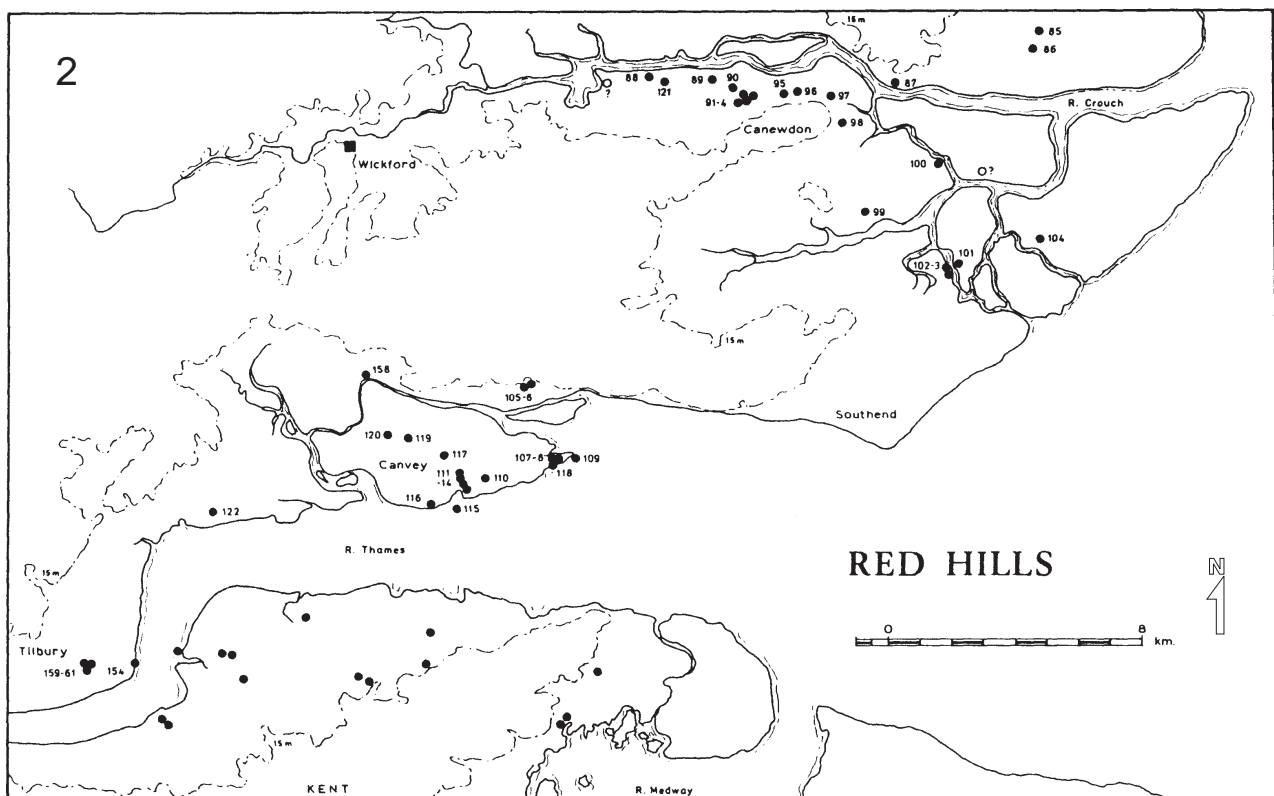 2
15m
85
86
88
89
90
95
96
97
87
?
121
91-4
R. Crouch
Canewdon
98
Wickford
100
?
99
104
101
102-3
15m
158
105-6
Southend
120
119
117
107-8
109
Canvey
111
-14
110
118
116
115
122
R. Thames
RED HILLS
N
15m
0
8
km.
Tilbury
159-61
154
15m
KENT
R. Medway